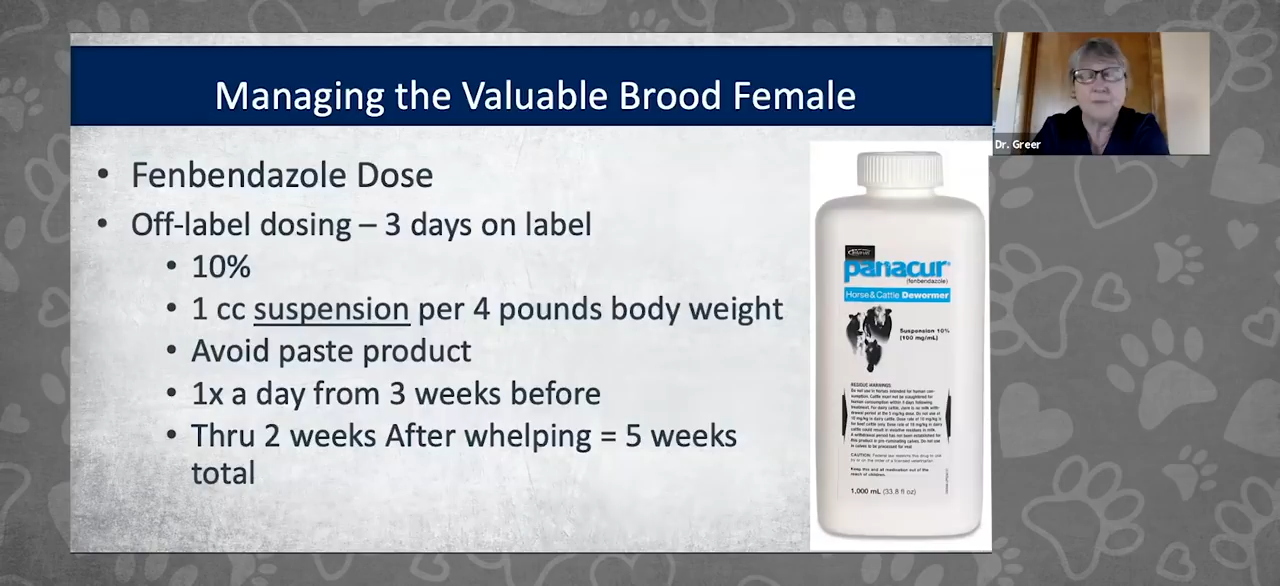 Managing the Valuable Brood Female
Dr. Greer
• Fenbendazole Dose
• Off-label dosing – 3 days on label
• 10%
• 1 cc suspension per 4 pounds body weight
• Avoid paste product
• 1x a day from 3 weeks before
• Thru 2 weeks After whelping = 5 weeks
total
panacur
(fenbendazole)
Horse & Cattle Dewormer
Suspension 10%
(100 mg/mL)
RESIDUE WARNINGS:
1,000 mL (33.8 fl oz)